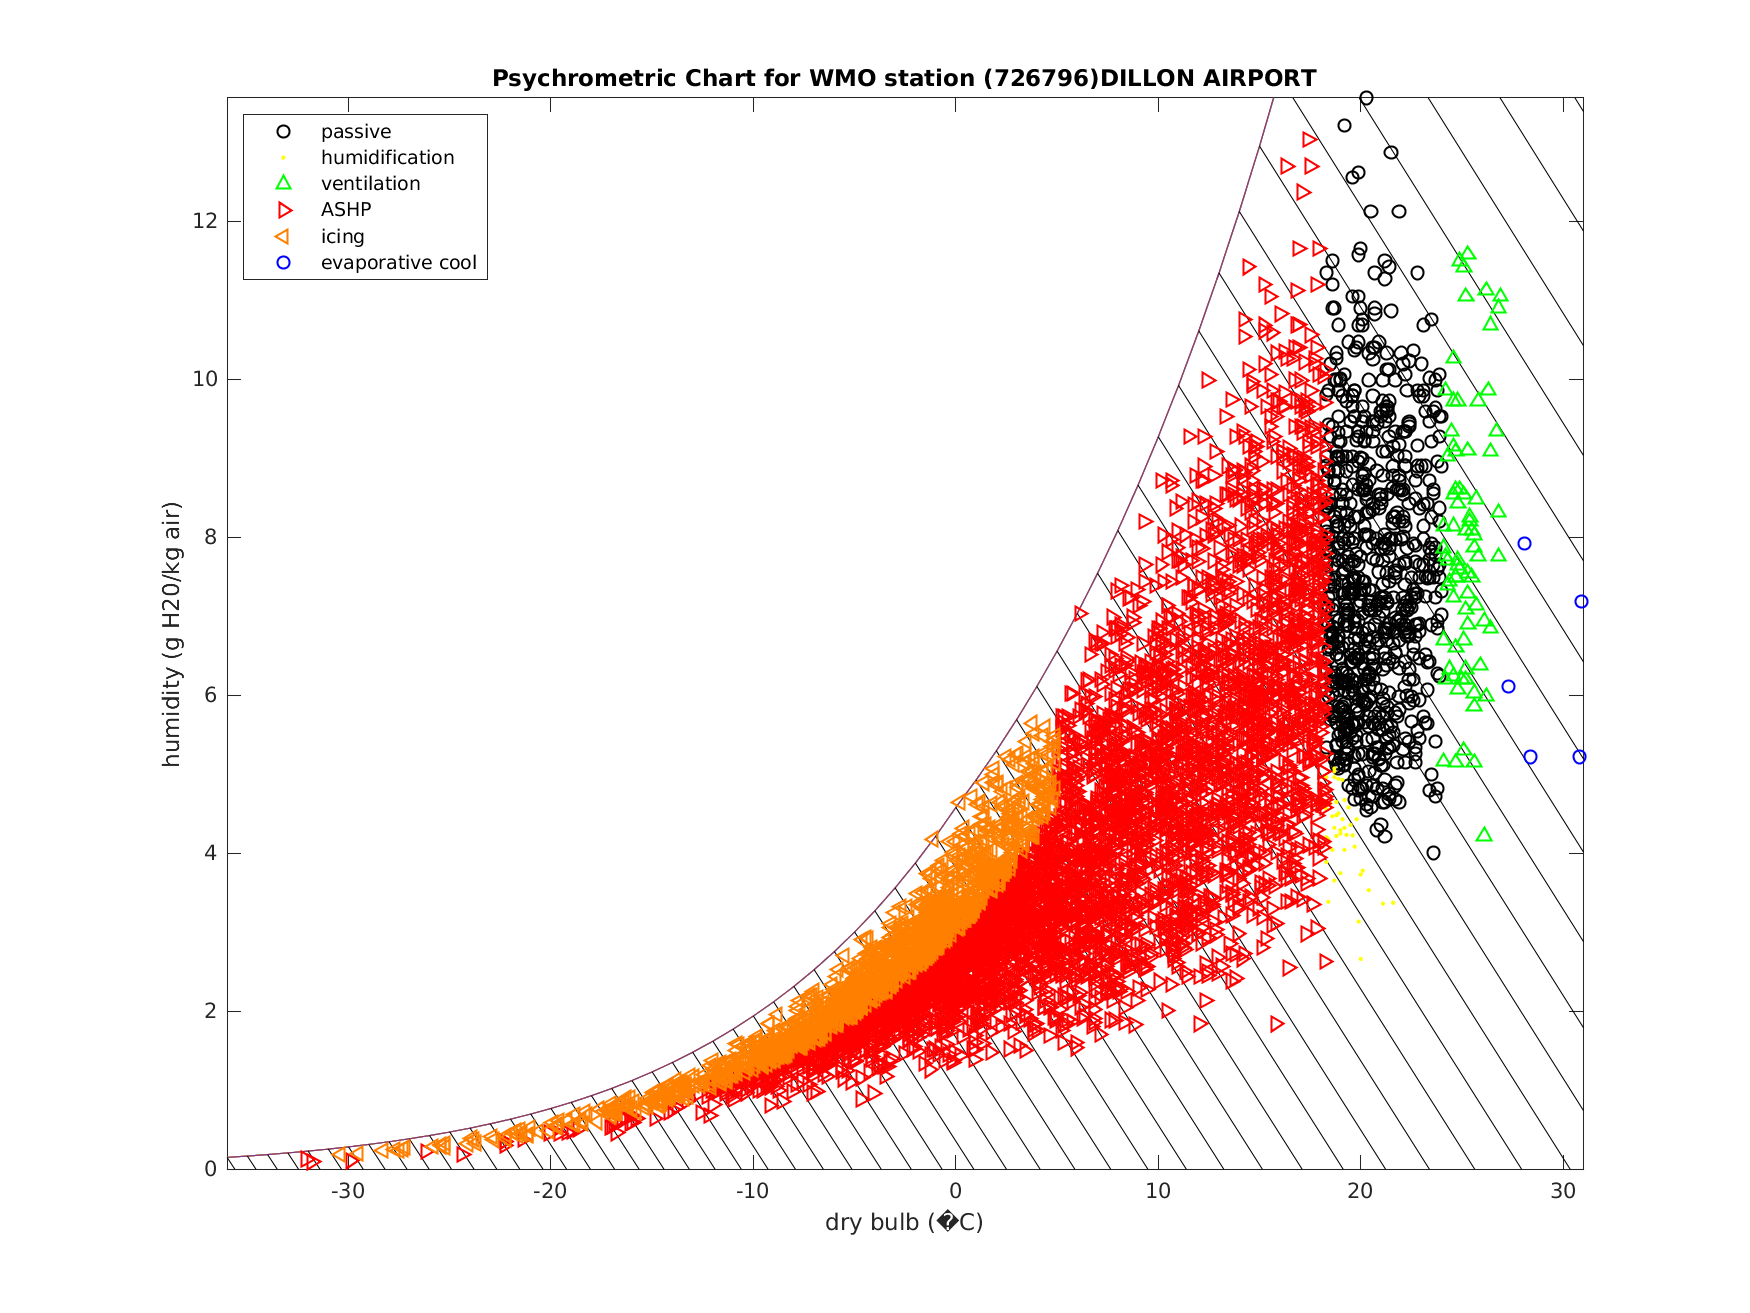 Psychrometric Chart for WMO station (726796)DILLON AIRPORT
passive
humidification
ventilation
ASHP
icing
evaporative cool
humidity (g H20/kg air)
12
10
8
6
4
2
0
-30
-20
-10
0
10
20
30
dry bulb (�C)